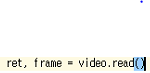 ret, frame = video.read()